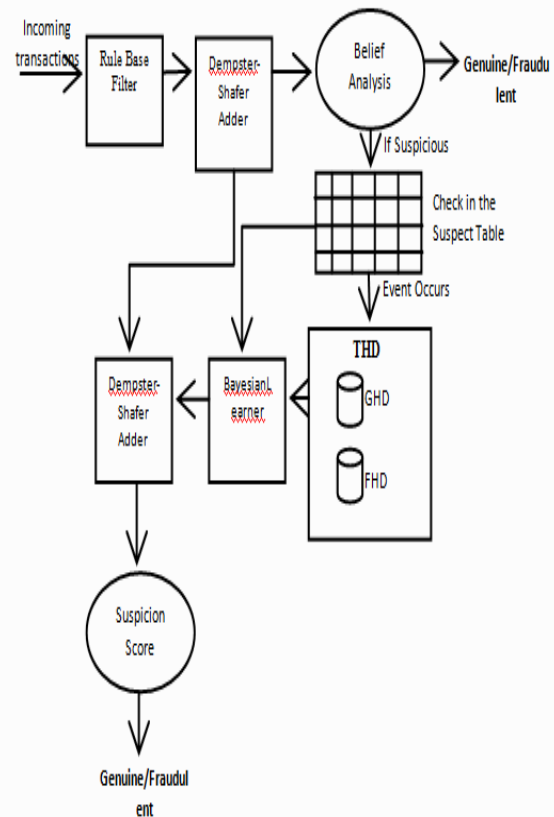 Incoming
transactions
Rule Base
Filter
Dempster-
Shafer
Adder
Belief
Analysis
Genuine/Fraudu
lent
If Suspicious
Check in the
Suspect Table
Event Occurs
THD
GHD
FHD
BayesianL
earner
Dempster-
Shafer
Adder
Suspicion
Score
Genuine/Fraudul
ent